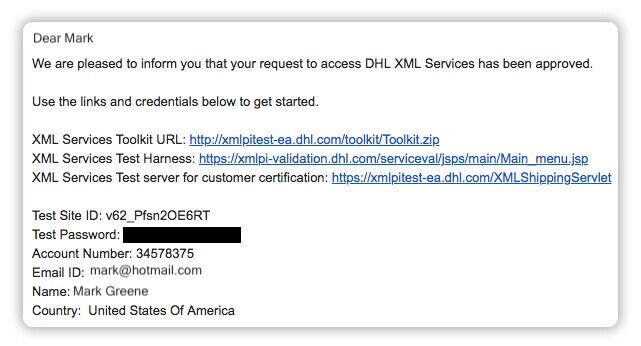 Dear Mark
We are pleased to inform you that your request to access DHL XML Services has been approved.
Use the links and credentials below to get started.
XML Services Toolkit URL: http://xmlpitest-ea.dhl.com/toolkit/Toolkit.zip
XML Services Test Harness: https://xmlpi-validation.dhl.com/serviceval/jsps/main/Main_menu.jsp
XML Services Test server for customer certification: https://xmlpitest-ea.dhl.com/XMLShippingServlet
Test Site ID: v62_Pfsn2OE6RT
Test Password:
Account Number: 34578375
Email ID: mark@hotmail.com
Name: Mark Greene
Country: United States Of America